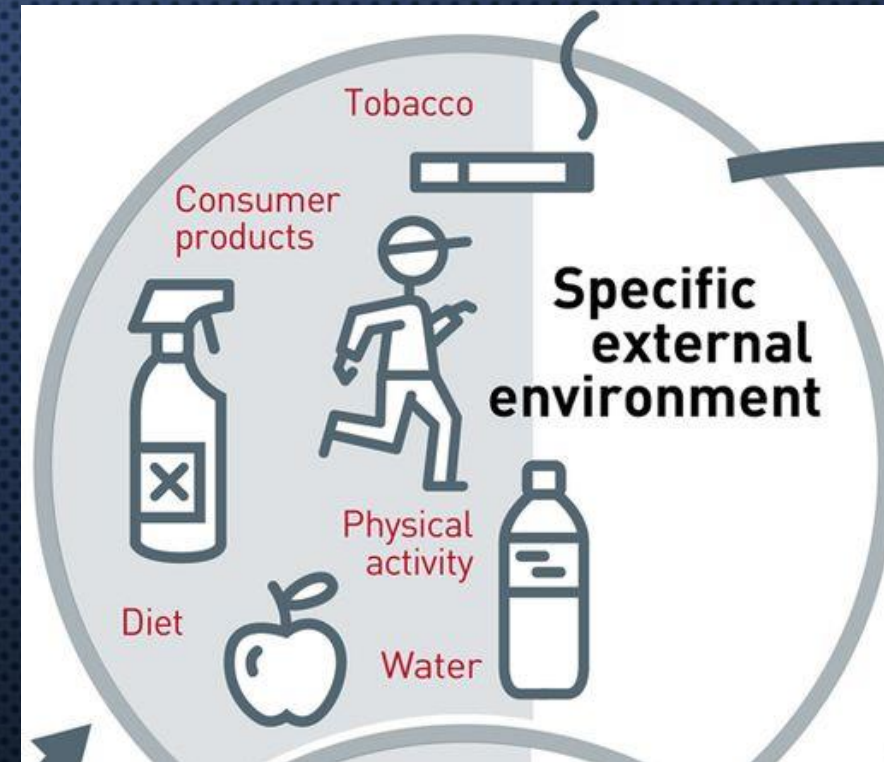 Tobacco
Consumer
products
Specific
external
environment
Physical
activity
Diet
Water